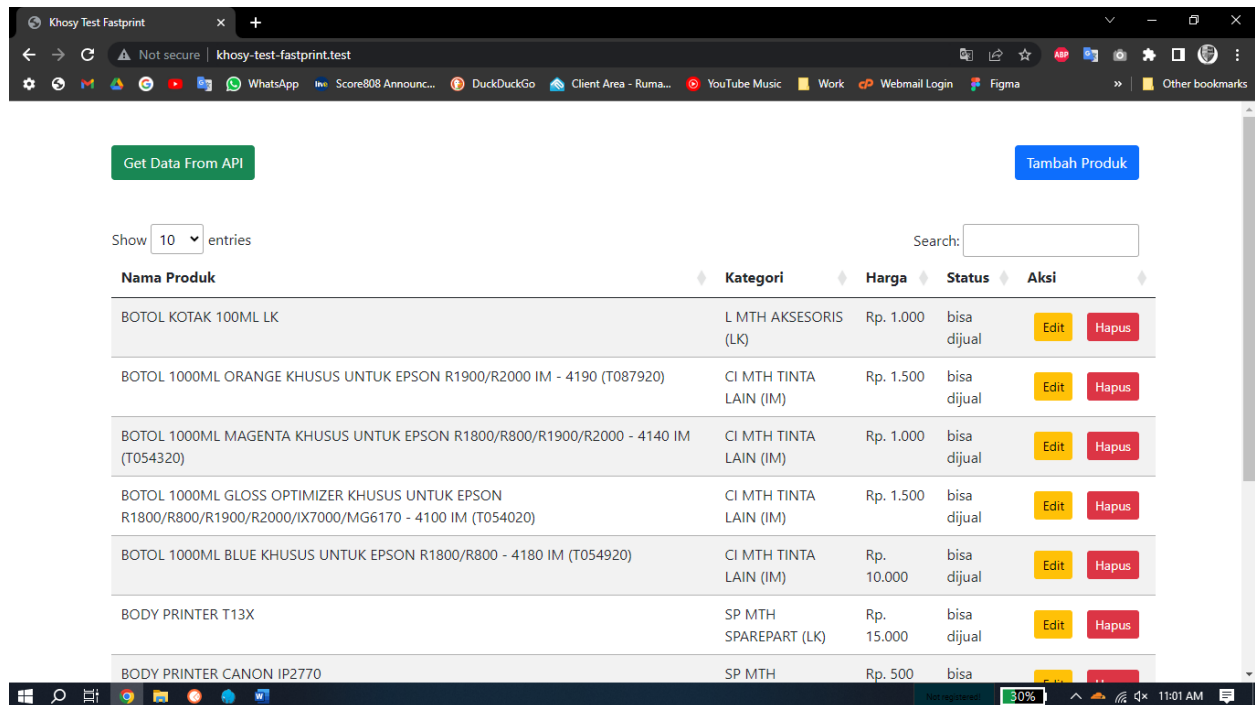 Khosy Test Fastprint
Not secure | khosy-test-fastprint.test
ABP
WhatsApp Score808 Announc... DuckDuckGo Client Area - Ruma... YouTube Music Work cP Webmail Login Figma » Other bookmarks
Get Data From API Tambah Produk
Show 10 entries Search:
Nama Produk Kategori Harga Status Aksi
BOTOL KOTAK 100ML LK L MTH AKSESORIS Rp. 1.000 bisa
(LK) dijual
Edit Hapus
BOTOL 1000ML ORANGE KHUSUS UNTUK EPSON R1900/R2000 IM - 4190 (T087920) CI MTH TINTA Rp. 1.500 bisa
LAIN (IM) dijual
Edit Hapus
BOTOL 1000ML MAGENTA KHUSUS UNTUK EPSON R1800/R800/R1900/R2000 - 4140 IM CI MTH TINTA Rp. 1.000 bisa
(T054320) LAIN (IM) dijual
Edit Hapus
BOTOL 1000ML GLOSS OPTIMIZER KHUSUS UNTUK EPSON CI MTH TINTA Rp. 1.500 bisa
R1800/R800/R1900/R2000/IX7000/MG6170 - 4100 IM (T054020) LAIN (IM) dijual
Edit Hapus
BOTOL 1000ML BLUE KHUSUS UNTUK EPSON R1800/R800 - 4180 IM (T054920) CI MTH TINTA Rp. bisa
LAIN (IM) 10.000 dijual
Edit Hapus
BODY PRINTER T13X SP MTH Rp. bisa
SPAREPART (LK) 15.000 dijual
Edit Hapus
BODY PRINTER CANON IP2770 SP MTH Rp. 500 bisa
Not registered! 30% 11:01 AM